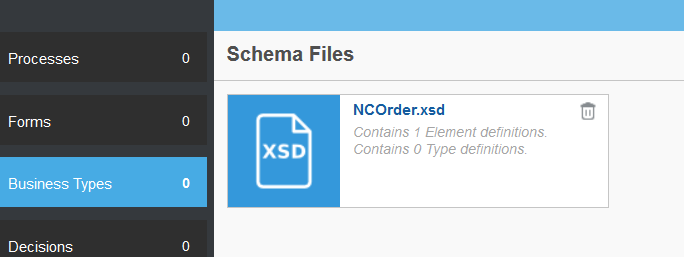 Processes 0
Forms 0
Business Types 0
Decisions 0
Schema Files
XSD
NCOrder.xsd
Contains 1 Element definitions.
Contains 0 Type definitions.